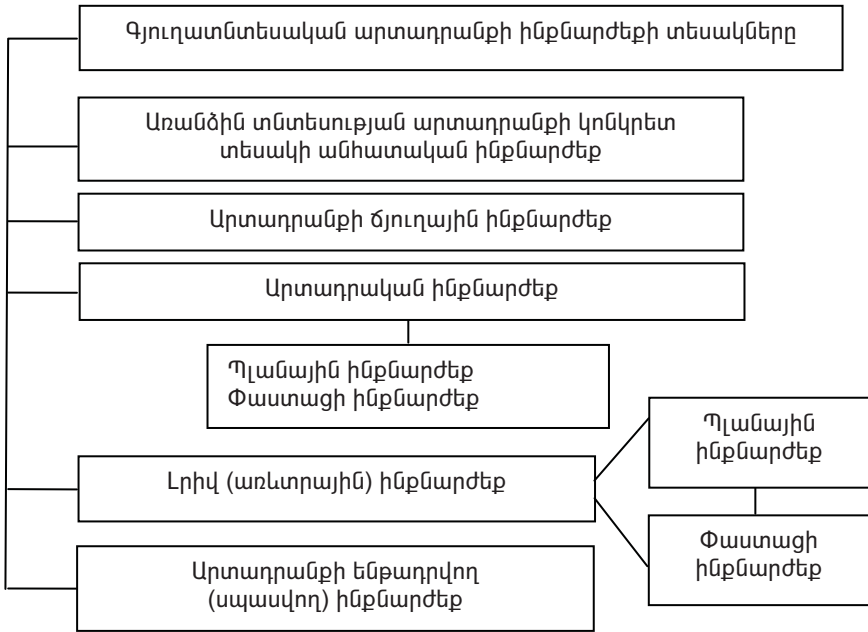 Գյուղատնտեսական արտադրանքի ինքնարժեքի տեսակները
Առանձին տնտեսության արտադրանքի կոնկրետ
տեսակի անհատական ինքնարժեք
Արտադրանքի ճյուղային ինքնարժեք
Արտադրական ինքնարժեք
Պլանային ինքնարժեք
Փաստացի ինքնարժեք
Լրիվ (առևտրային) ինքնարժեք
Պլանային
ինքնարժեք
Փաստացի
ինքնարժեք
Արտադրանքի ենթադրվող
(սպասվող) ինքնարժեք